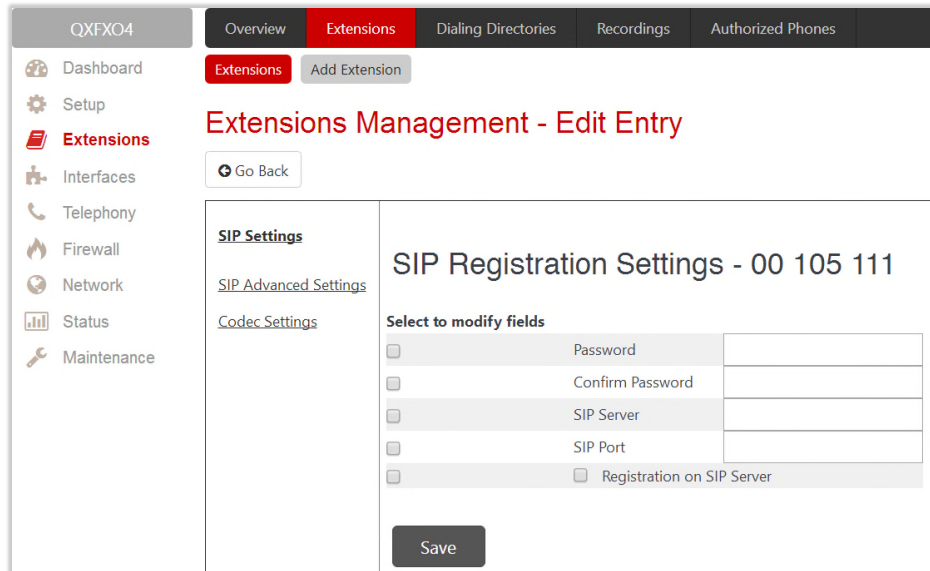 QXFXO4
Overview Extensions Dialing Directories Recordings Authorized Phones
Dashboard
Setup
Extensions
Interfaces
Telephony
Firewall
Network
Status
Maintenance
Extensions Add Extension
Extensions Management - Edit Entry
Go Back
SIP Settings
SIP Advanced Settings
Codec Settings
SIP Registration Settings - 00 105 111
Select to modify fields
Password
Confirm Password
SIP Server
SIP Port
Registration on SIP Server
Save